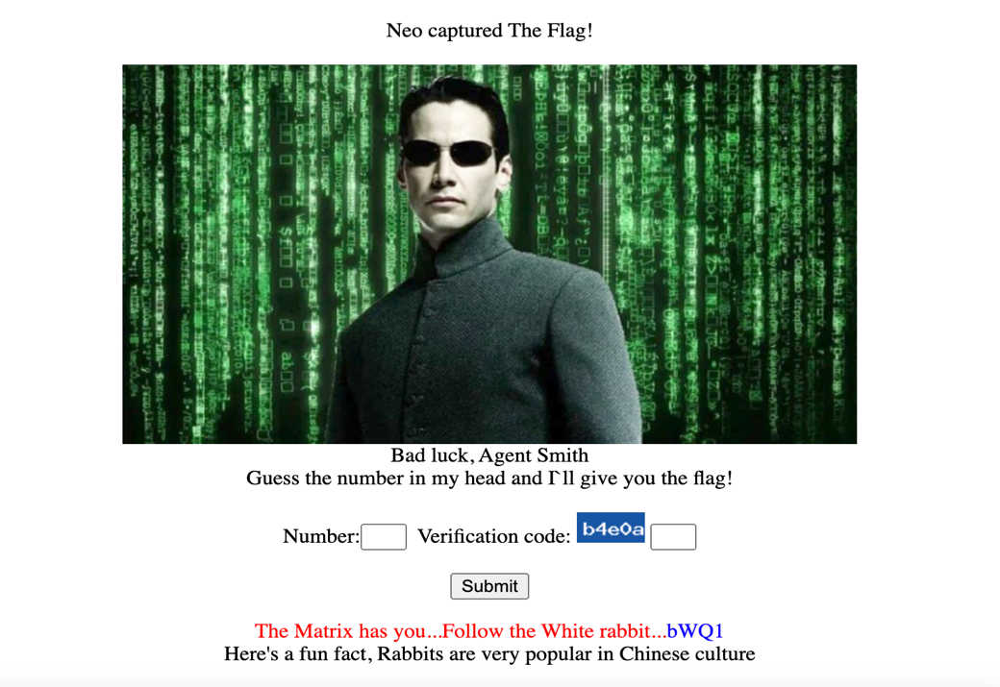 Neo captured The Flag!
Bad luck, Agent Smith
Guess the number in my head and I`ll give you the flag!
Number: Verification code: b4e0a
Submit
The Matrix has you...Follow the White rabbit...bWQ1
Here's a fun fact, Rabbits are very popular in Chinese culture